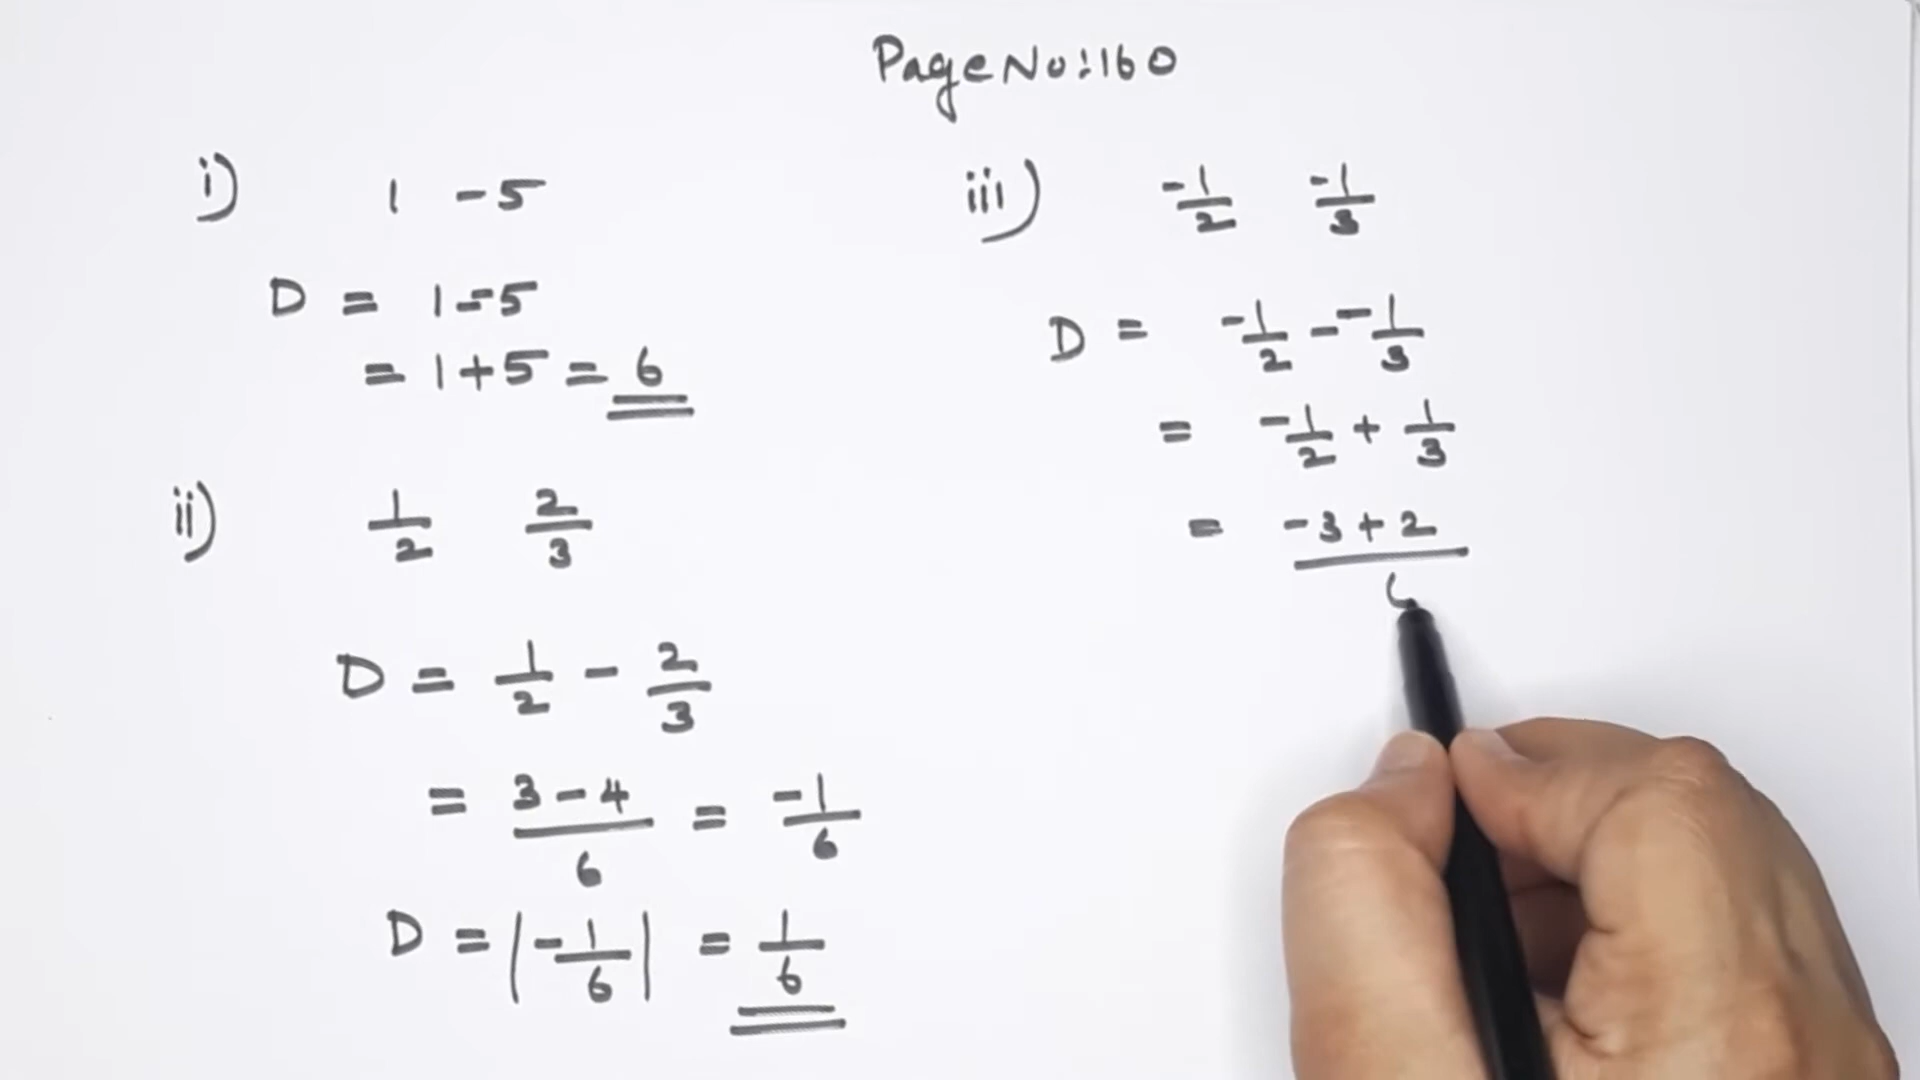 Page No: 160
i) 1 -5
D = 1--5
= 1+5 = 6
ii) 1/2 2/3
D = 1/2 - 2/3
= 3-4/6 = -1/6
D = |-1/6| = 1/6
iii) -1/2 -1/3
D = -1/2 - -1/3
= -1/2 + 1/3
= -3+2